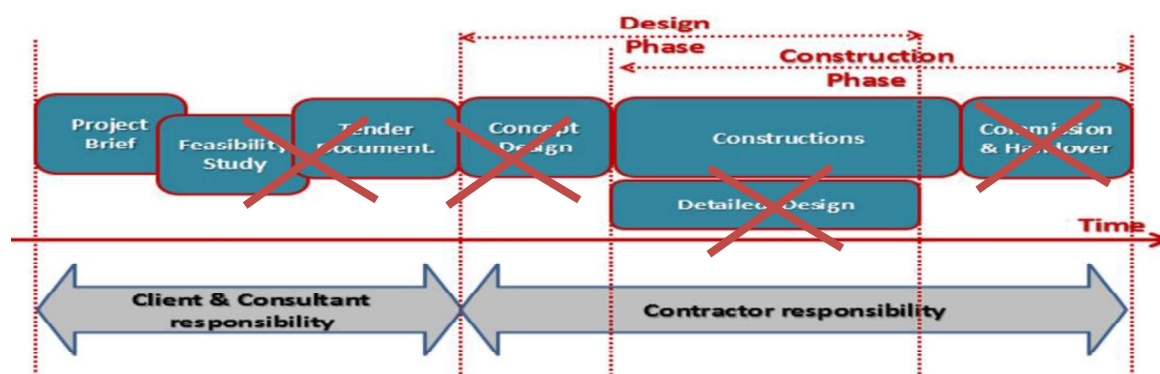 Design
Phase
Construction
Phase
Project
Brief
Feasibility
Study
Tender
Document.
Concept
Design
Constructions
Commission
& Handover
Detailed Design
Time
Client & Consultant
responsibility
Contractor responsibility